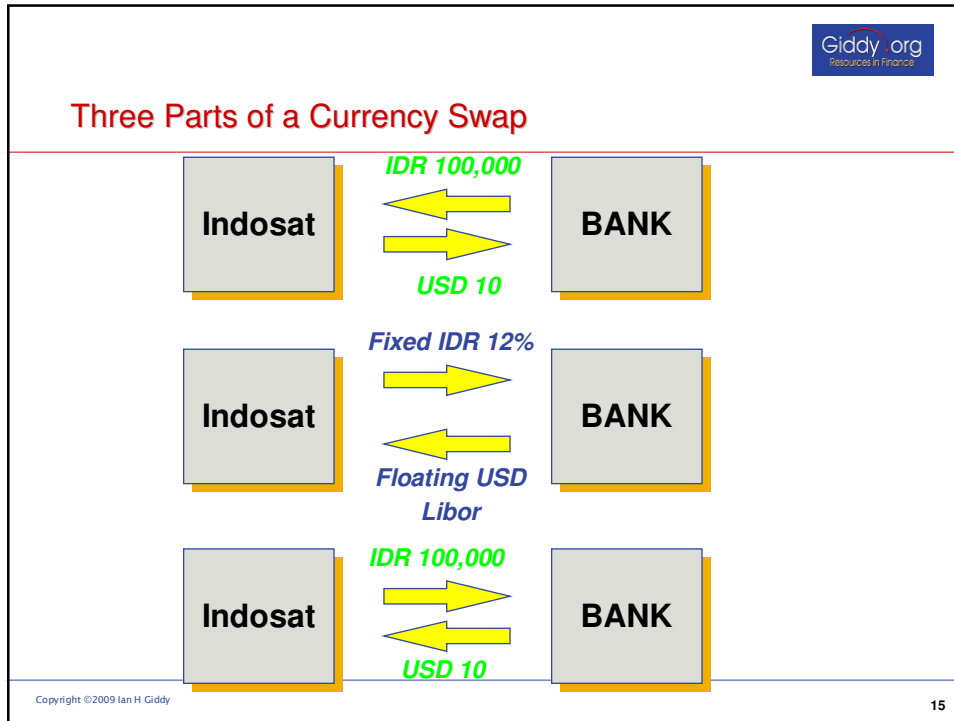 Giddy.org
Resources in Finance
Three Parts of a Currency Swap
IDR 100,000
Indosat
BANK
USD 10
Fixed IDR 12%
Indosat
BANK
Floating USD
Libor
IDR 100,000
Indosat
BANK
USD 10
Copyright ©2009 Ian H Giddy
15